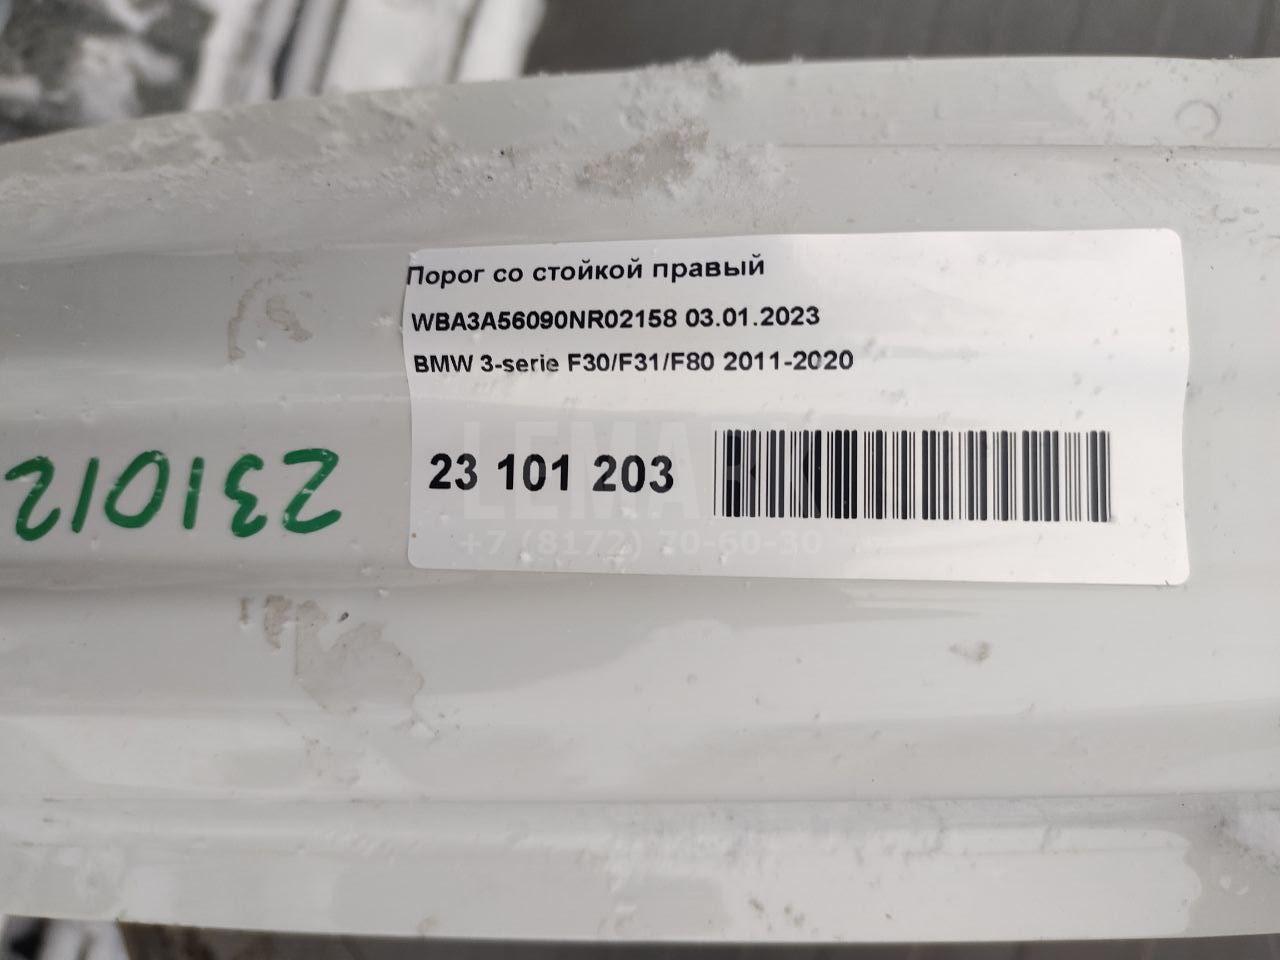 Порог со стойкой правый
WBA3A56090NR02158 03.01.2023
BMW 3-serie F30/F31/F80 2011-2020
23 101 203
LEMARK
+7 (8172) 70-60-30
231012